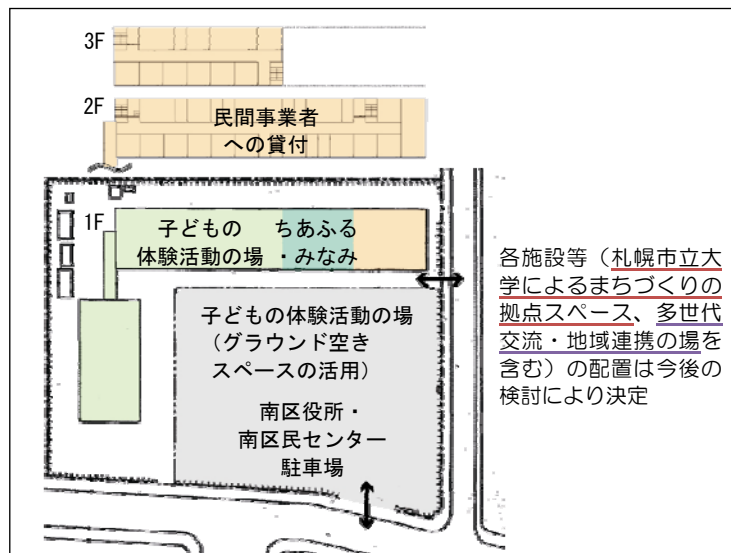 3F
2F
民間事業者
への貸付
1F
子どもの
体験活動の場
ちあふる
・みなみ
子どもの体験活動の場
(グラウンド空き
スペースの活用)
南区役所・
南区民センター
駐車場
各施設等(札幌市立大
学によるまちづくりの
拠点スペース、多世代
交流・地域連携の場を
含む)の配置は今後の
検討により決定